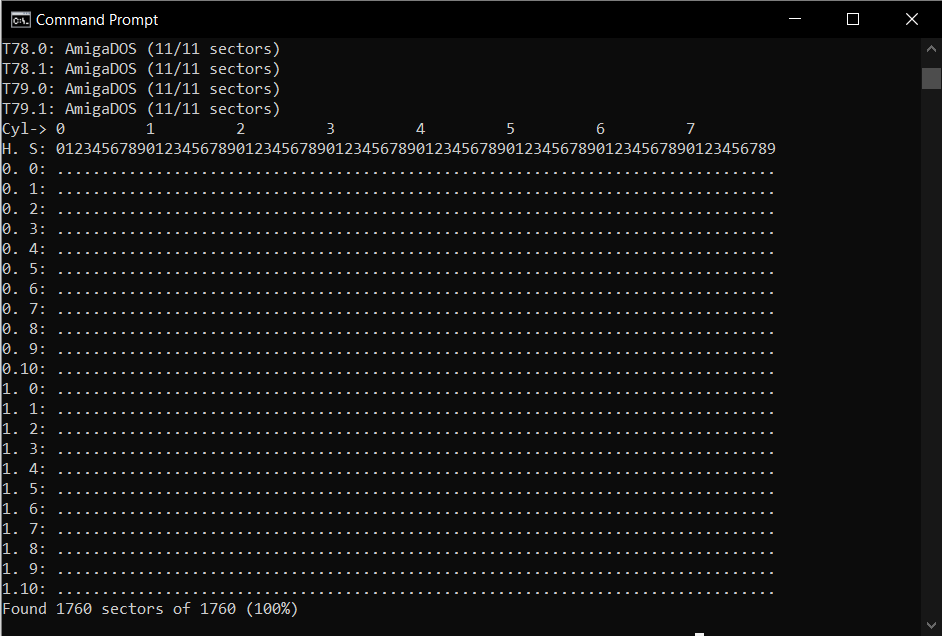 Command Prompt
T78.0: AmigaDOS (11/11 sectors)
T78.1: AmigaDOS (11/11 sectors)
T79.0: AmigaDOS (11/11 sectors)
T79.1: AmigaDOS (11/11 sectors)
Cyl-> 0         1         2         3         4         5         6         7
H. S: 01234567890123456789012345678901234567890123456789012345678901234567890123456789
0. 0: ................................................................................
0. 1: ................................................................................
0. 2: ................................................................................
0. 3: ................................................................................
0. 4: ................................................................................
0. 5: ................................................................................
0. 6: ................................................................................
0. 7: ................................................................................
0. 8: ................................................................................
0. 9: ................................................................................
0.10: ................................................................................
1. 0: ................................................................................
1. 1: ................................................................................
1. 2: ................................................................................
1. 3: ................................................................................
1. 4: ................................................................................
1. 5: ................................................................................
1. 6: ................................................................................
1. 7: ................................................................................
1. 8: ................................................................................
1. 9: ................................................................................
1.10: ................................................................................
Found 1760 sectors of 1760 (100%)